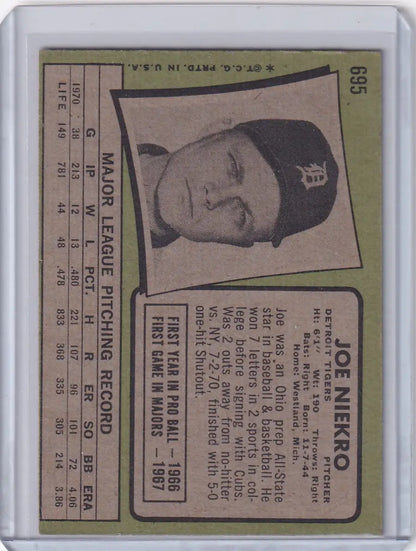 695
JOE NIEKRO
DETROIT TIGERS PITCHER
Ht: 6'1" Wt: 190 Throws: Right
Bats: Right Born: 11-7-44
Home: Westland, Mich.
Joe was an Ohio prep All-State
star in baseball & basketball. He
won 7 letters in 2 sports in col-
lege before signing with Cubs.
Was 2 outs away from no-hitter
vs. NY, 7-2-70, finished with 5-0
one-hit Shutout.
FIRST YEAR IN PRO BALL — 1966
FIRST GAME IN MAJORS — 1967
D
*©T.C.G. PRTD. IN U.S.A.
MAJOR LEAGUE PITCHING RECORD
G IP W L PCT. H R ER SO BB ERA
1970 38 213 12 13 .480 221 107 96 101 72 4.06
LIFE 149 781 44 48 .478 833 368 335 305 214 3.86